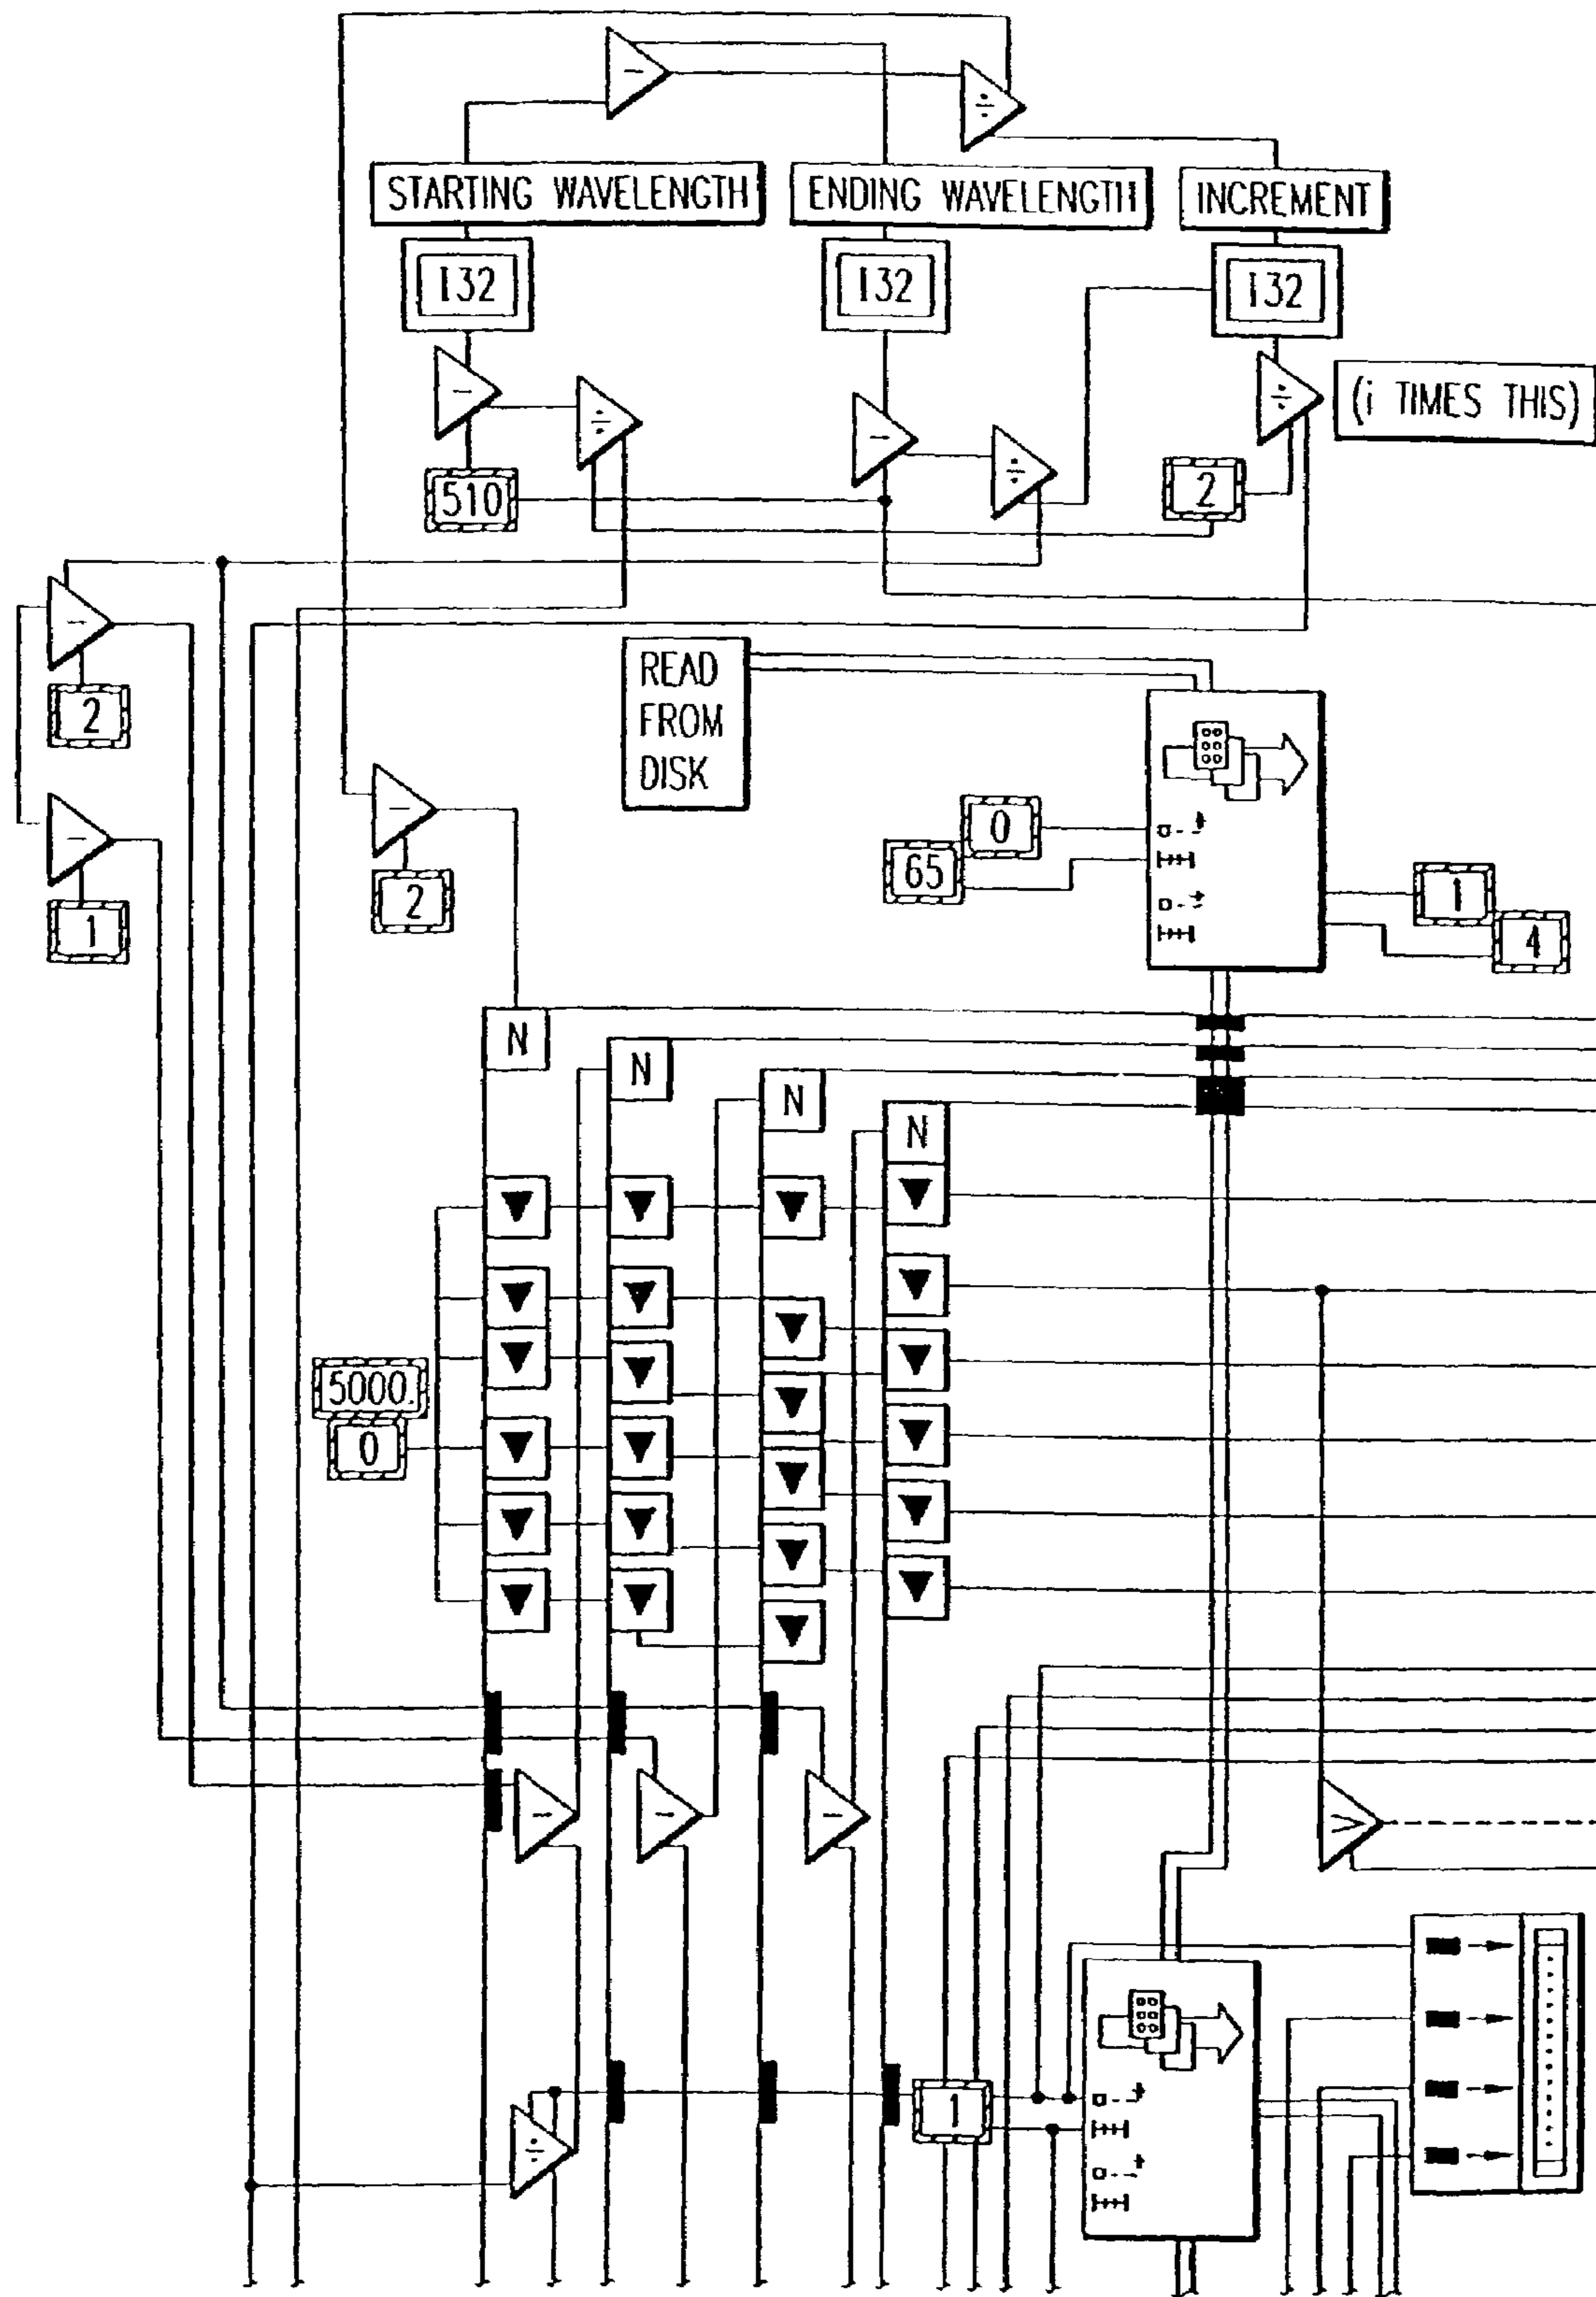 STARTING WAVELENGTH
ENDING WAVELENGTH
INCREMENT
I32
I32
I32
(i TIMES THIS)
510
2
READ
FROM
DISK
2
0
65
2
1
1
4
N
N
N
N
5000.
0
1